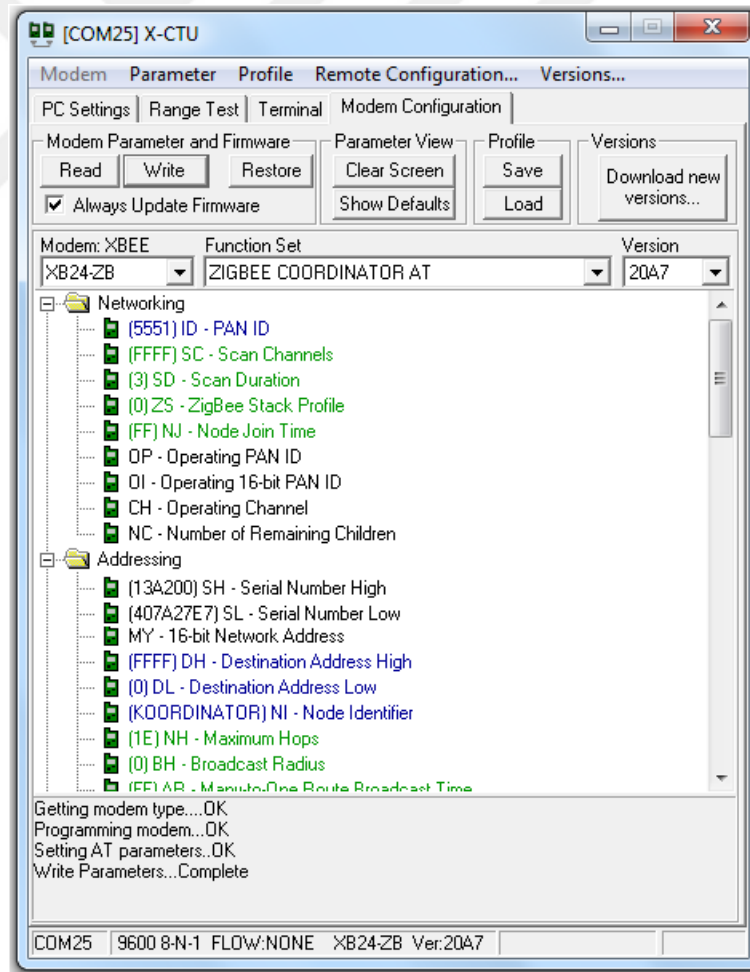 [COM25] X-CTU
Modem Parameter Profile Remote Configuration... Versions...
PC Settings Range Test Terminal Modem Configuration
Modem Parameter and Firmware Parameter View Profile Versions
Read Write Restore Clear Screen Save Download new versions...
Always Update Firmware Show Defaults Load
Modem: XBEE Function Set Version
XB24-ZB ZIGBEE COORDINATOR AT 20A7
Networking
(5551) ID - PAN ID
(FFFF) SC - Scan Channels
(3) SD - Scan Duration
(0) ZS - ZigBee Stack Profile
(FF) NJ - Node Join Time
OP - Operating PAN ID
OI - Operating 16-bit PAN ID
CH - Operating Channel
NC - Number of Remaining Children
Addressing
(13A200) SH - Serial Number High
(407A27E7) SL - Serial Number Low
MY - 16-bit Network Address
(FFFF) DH - Destination Address High
(0) DL - Destination Address Low
(KOORDINATOR) NI - Node Identifier
(1E) NH - Maximum Hops
(0) BH - Broadcast Radius
(FF) AR - Many-to-One Route Broadcast Time
Getting modem type....OK
Programming modem...OK
Setting AT parameters..OK
Write Parameters...Complete
COM25 9600 8-N-1 FLOW:NONE XB24-ZB Ver:20A7